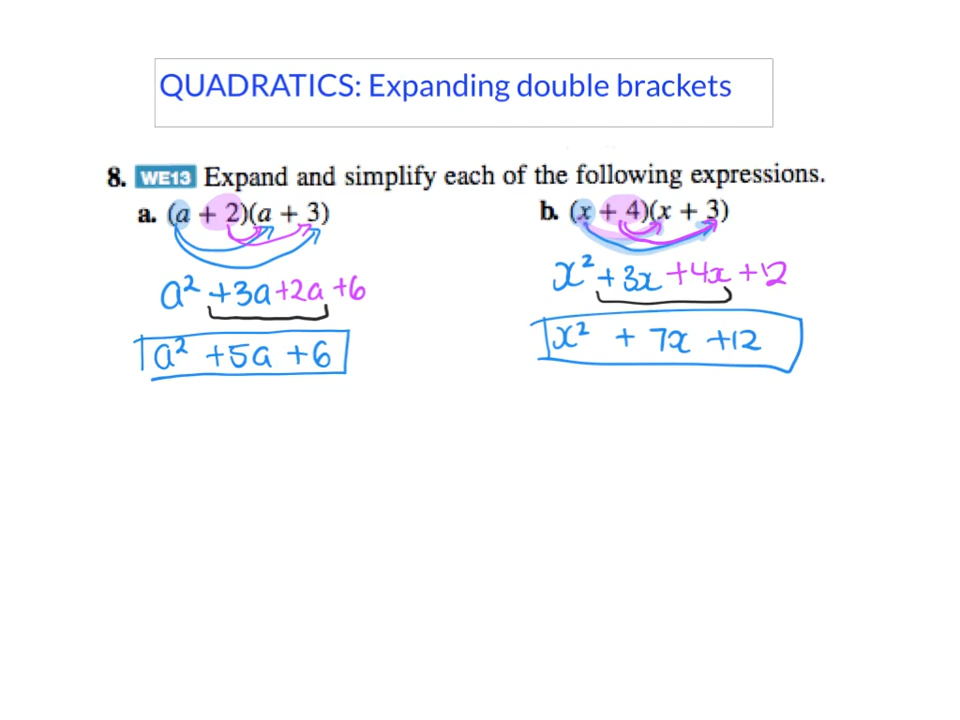 QUADRATICS: Expanding double brackets
8. WE13 Expand and simplify each of the following expressions.
a. (a + 2)(a + 3)
b. (x + 4)(x + 3)
a² +3a+2a +6
x² + 3x +4x +12
a² +5a +6
x² + 7x +12